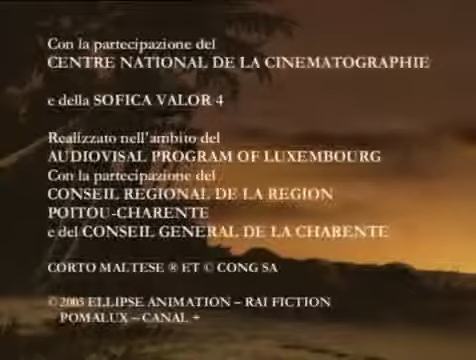 Con la partecipazione del
CENTRE NATIONAL DE LA CINEMATOGRAPHIE
e della SOFICA VALOR 4
Realizzato nell'ambito del
AUDIOVISAL PROGRAM OF LUXEMBOURG
Con la partecipazione del
CONSEIL REGIONAL DE LA REGION
POITOU-CHARENTE
e del CONSEIL GENERAL DE LA CHARENTE
CORTO MALTESE ® ET © CONG SA
© 2003 ELLIPSE ANIMATION – RAI FICTION
POMALUX – CANAL +